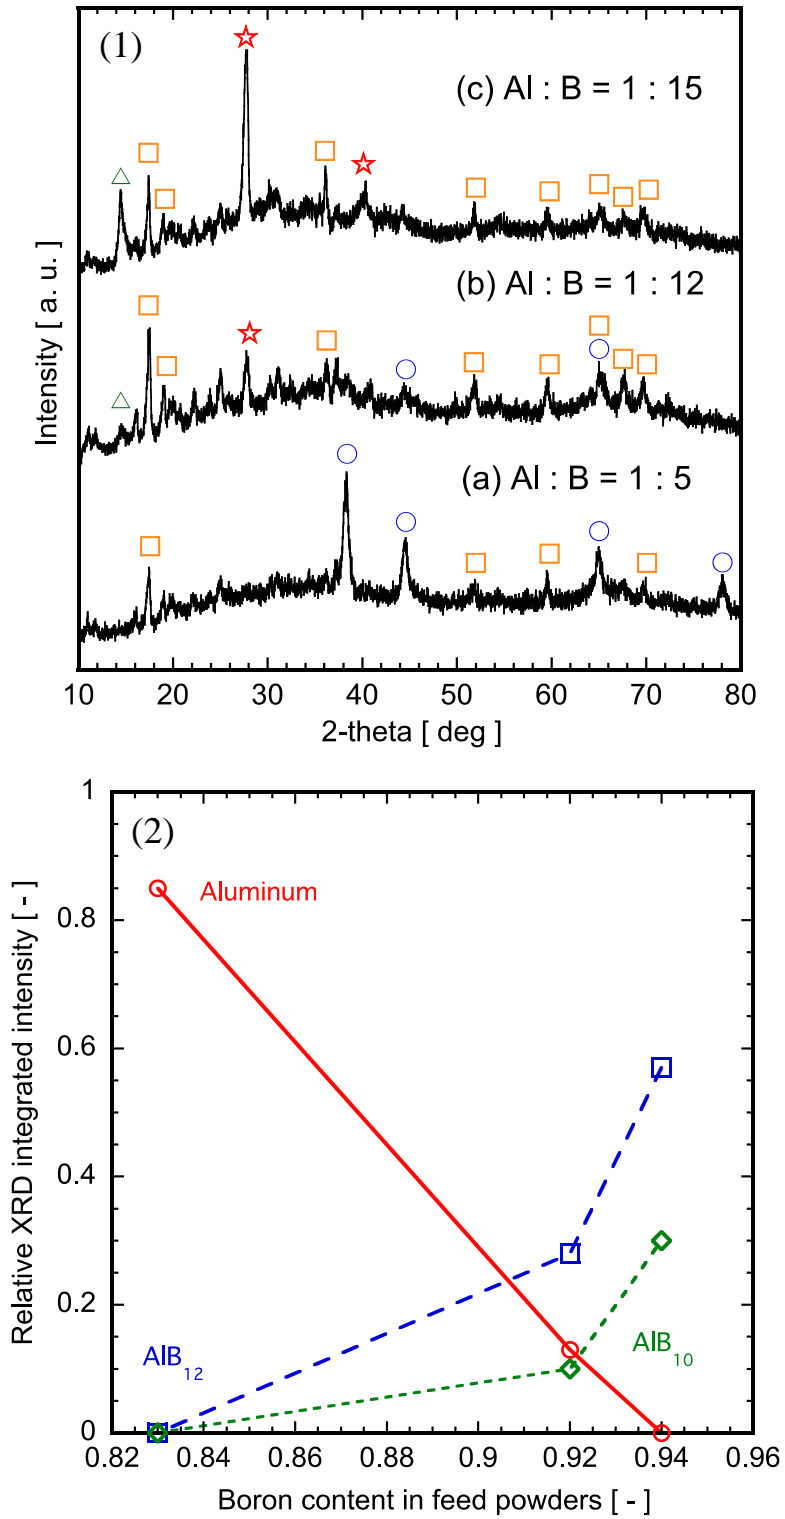 (1)
(c) Al : B = 1 : 15
(b) Al : B = 1 : 12
(a) Al : B = 1 : 5
Intensity [ a. u. ]
10 20 30 40 50 60 70 80
2-theta [ deg ]
(2)
1
0.8
0.6
0.4
0.2
0
Relative XRD integrated intensity [ - ]
Aluminum
AlB12
AlB10
0.82 0.84 0.86 0.88 0.9 0.92 0.94 0.96
Boron content in feed powders [ - ]